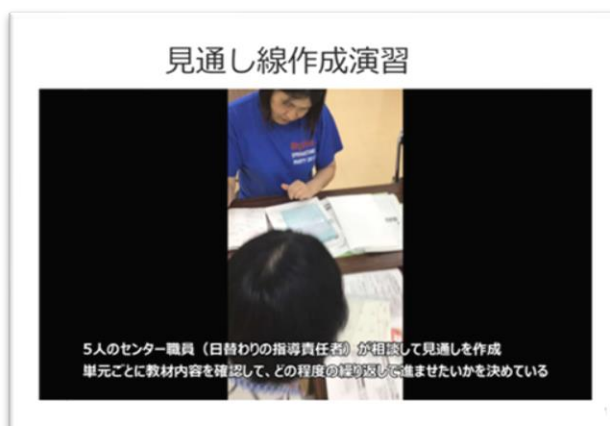 見通し線作成演習
5人のセンター職員（日替わりの指導責任者）が相談して見通しを作成
単元ごとに教材内容を確認して、どの程度の繰り返しで進ませたいかを決めている